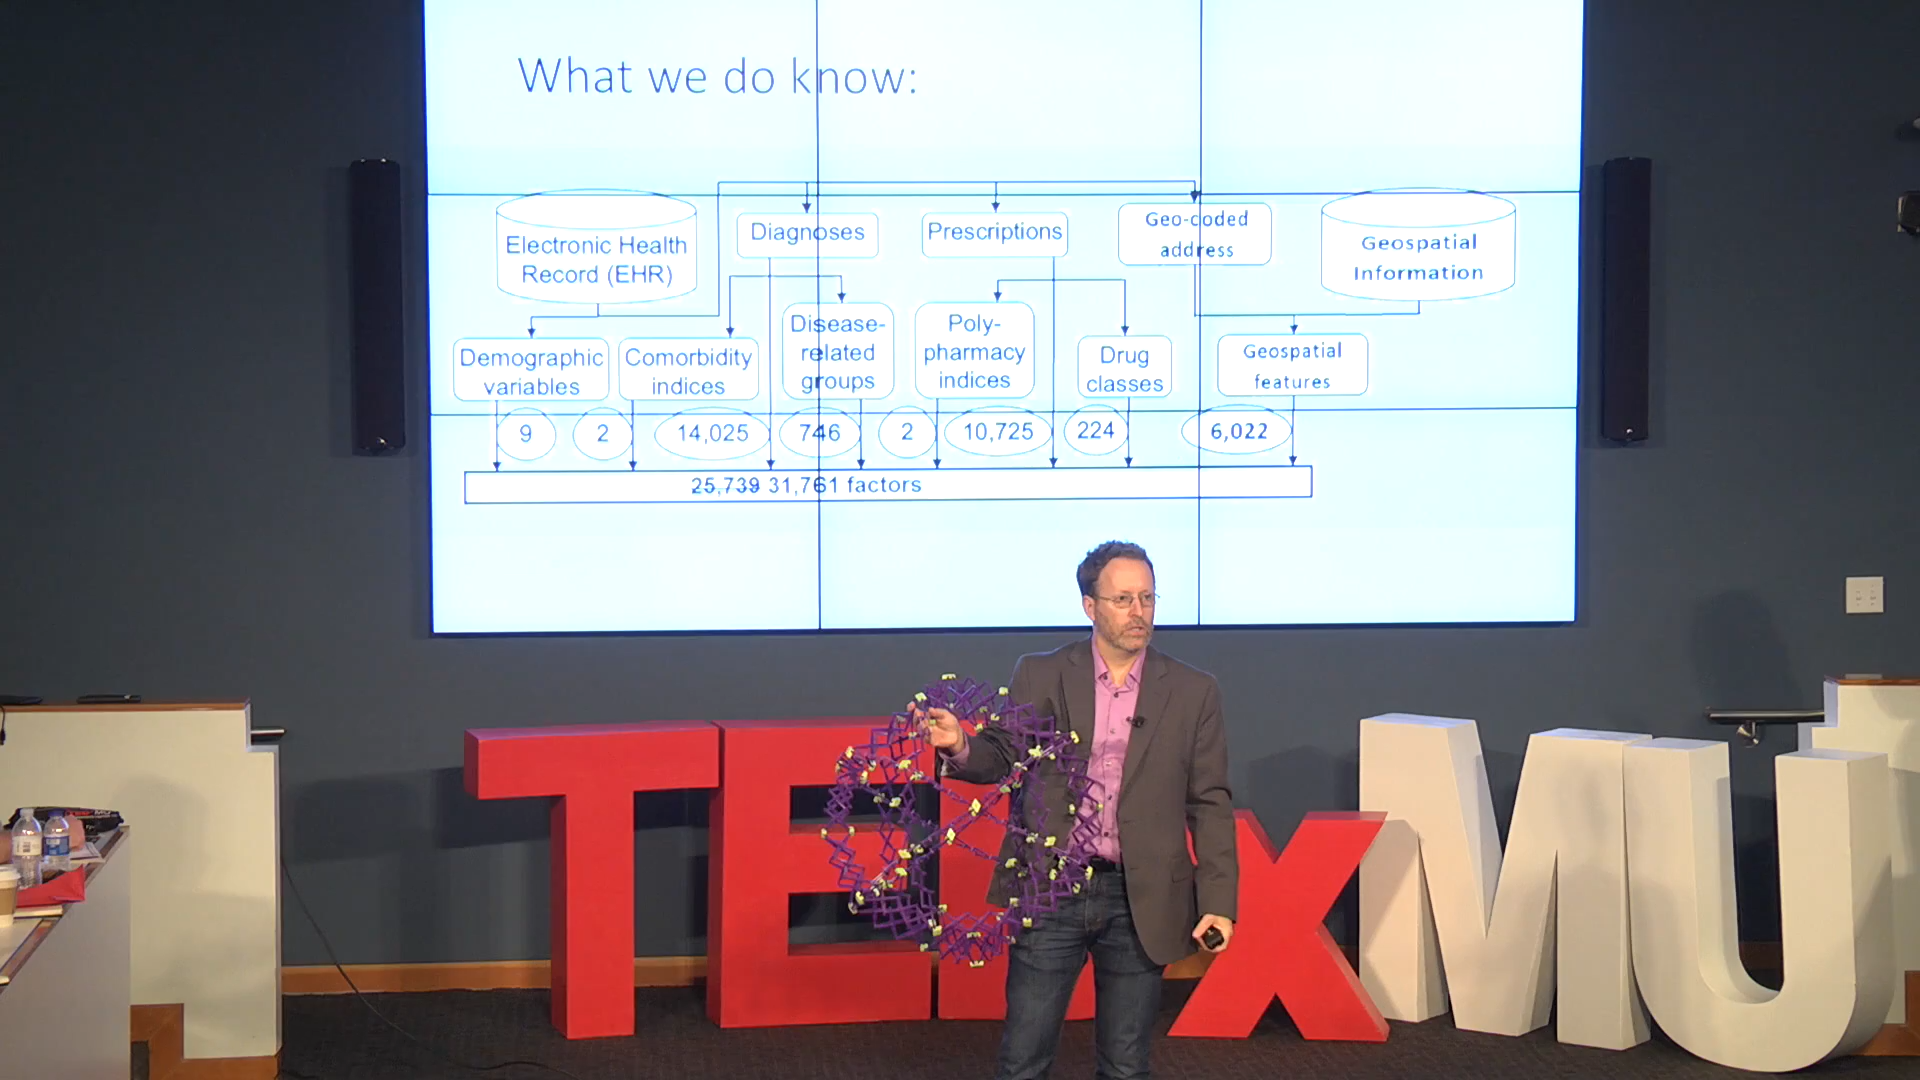 What we do know:
Electronic Health
Record (EHR)
Diagnoses
Prescriptions
Geo-coded
address
Geospatial
Information
Demographic
variables
Comorbidity
indices
Disease-
related
groups
Poly-
pharmacy
indices
Drug
classes
Geospatial
features
9
2
14,025
746
2
10,725
224
6,022
25,739 31,761 factors
TEDxMU